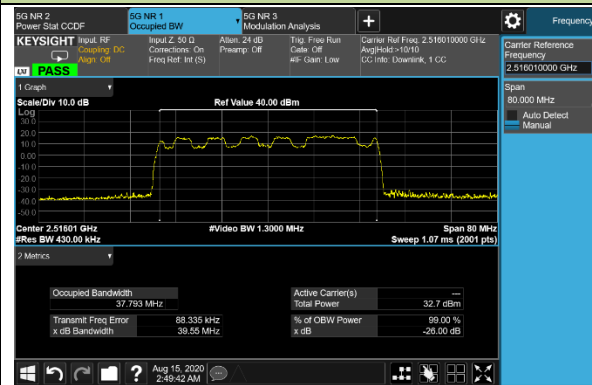 5G NR 2
Power Stat CCDF
5G NR 1
Occupied BW
5G NR 3
Modulation Analysis
Frequency
KEYSIGHT
Input: RF
Coupling: DC
Align: Off
Input Z: 50 Ω
Corrections: On
Freq Ref: Int (S)
Atten: 24 dB
Preamp: Off
Trig: Free Run
Gate: Off
#IF Gain: Low
Carrier Ref Freq: 2.516010000 GHz
Avg|Hold:>10/10
CC Info: Downlink, 1 CC
LXI
PASS
Carrier Reference
Frequency
2.516010000 GHz
Span
80.000 MHz
Auto Detect
Manual
1 Graph
Scale/Div 10.0 dB
Ref Value 40.00 dBm
Log
30.0
20.0
10.0
0.00
-10.0
-20.0
-30.0
-40.0
-50.0
Center 2.51601 GHz
#Video BW 1.3000 MHz
Span 80 MHz
#Res BW 430.00 kHz
Sweep 1.07 ms (2001 pts)
2 Metrics
Occupied Bandwidth
37.793 MHz
Active Carrier(s)
---
Total Power
32.7 dBm
Transmit Freq Error
88.335 kHz
% of OBW Power
99.00 %
x dB Bandwidth
39.55 MHz
x dB
-26.00 dB
Aug 15, 2020
2:49:42 AM